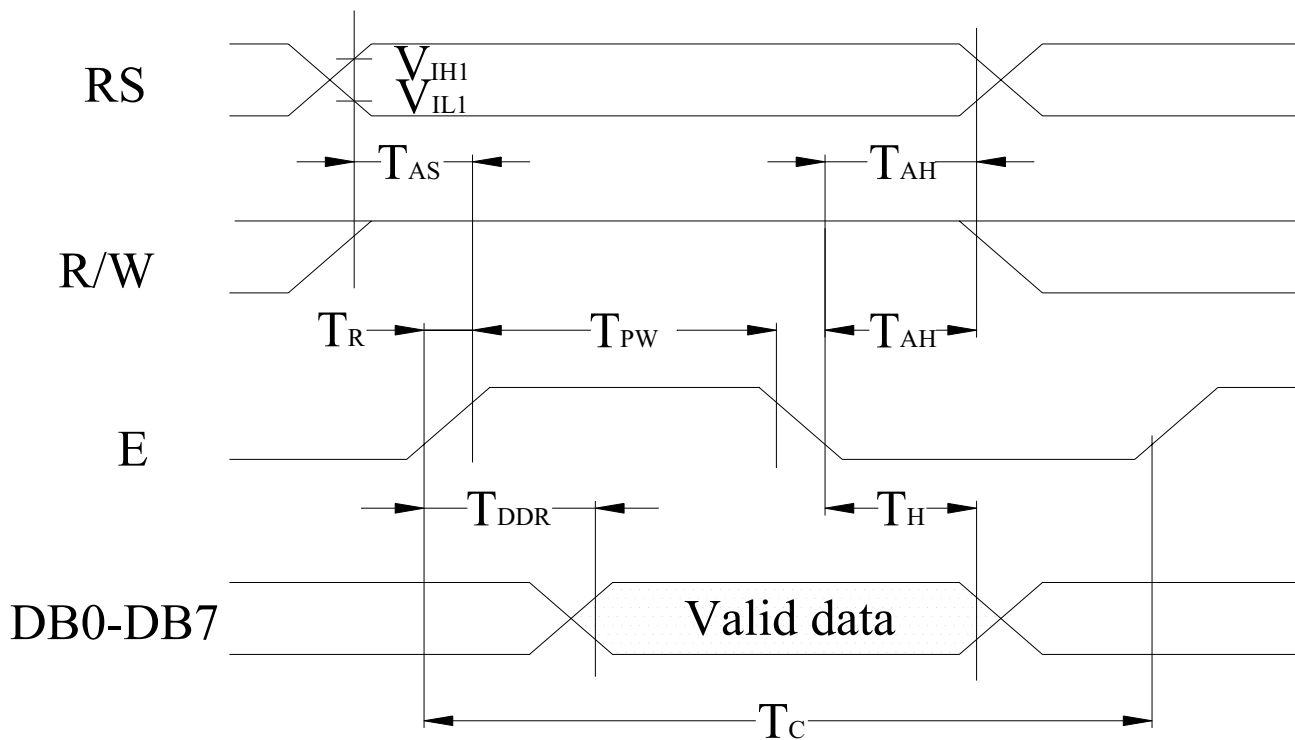 RS
VIH1
VIL1
TAS
TAH
R/W
TR
TPW
TAH
E
TDDR
TH
DB0-DB7
Valid data
TC